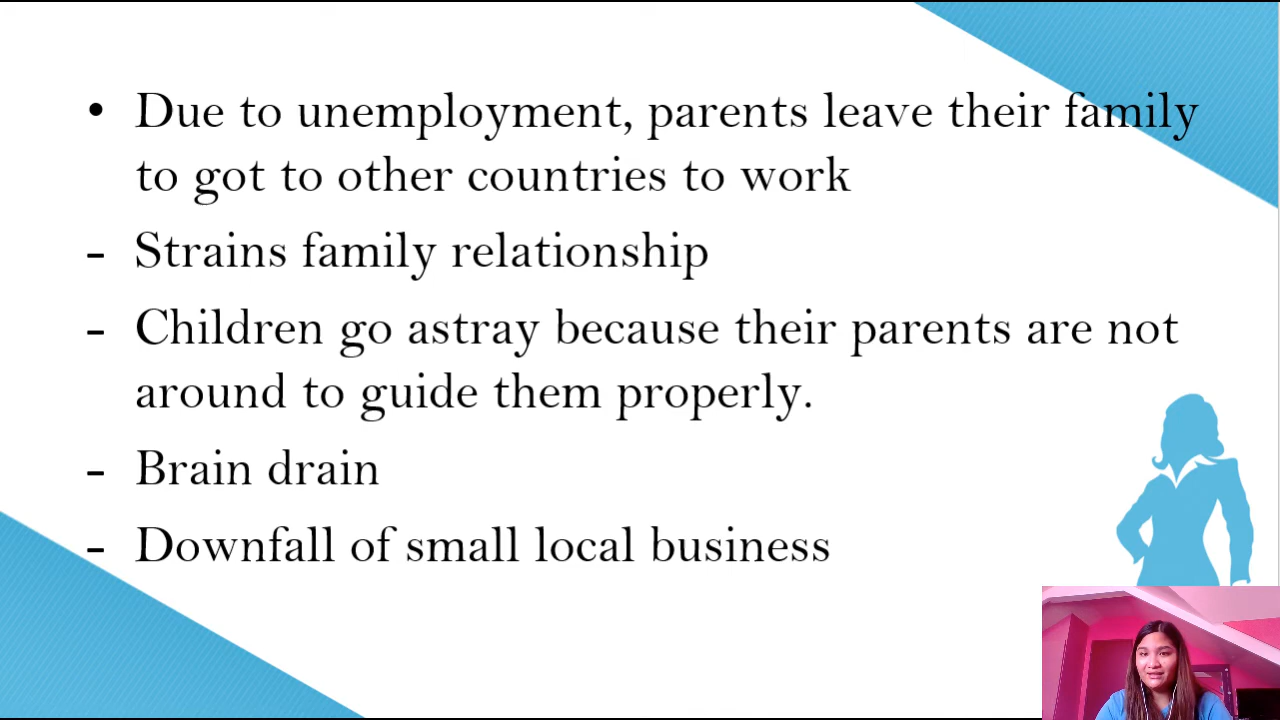 • Due to unemployment, parents leave their family
to got to other countries to work
- Strains family relationship
- Children go astray because their parents are not
around to guide them properly.
- Brain drain
- Downfall of small local business